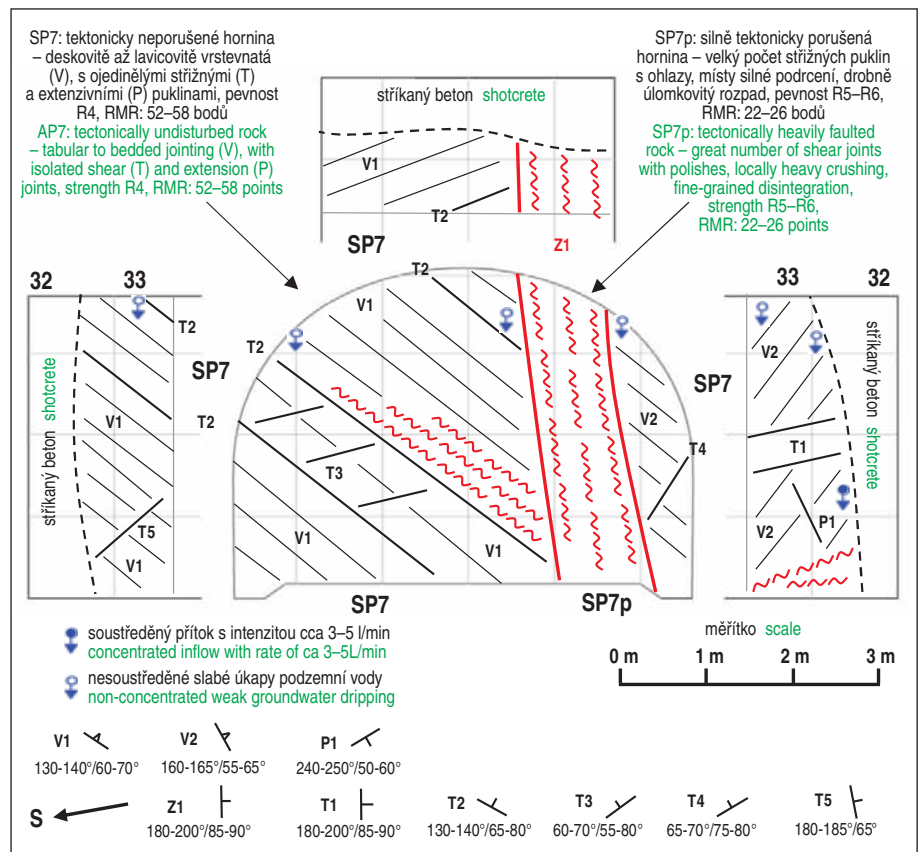 SP7: tektonicky neporušené hornina
– deskovitě až lavicovitě vrstevnatá
(V), s ojedinělými střižnými (T)
a extenzivními (P) puklinami, pevnost
R4, RMR: 52–58 bodů
AP7: tectonically undisturbed rock
– tabular to bedded jointing (V), with
isolated shear (T) and extension (P)
joints, strength R4, RMR: 52–58 points
SP7p: silně tektonicky porušená
hornina – velký počet střižných puklin
s ohlazy, místy silné podrcení, drobně
úlomkovitý rozpad, pevnost R5–R6,
RMR: 22–26 bodů
SP7p: tectonically heavily faulted
rock – great number of shear joints
with polishes, locally heavy crushing,
fine-grained disintegration,
strength R5–R6,
RMR: 22–26 points
stříkaný beton shotcrete
V1
T2
SP7
Z1
32
33
T2
SP7
V1
T2
T5
V1
stříkaný beton shotcrete
T2
V1
T2
V2
T4
T3
V1
V1
SP7
SP7p
33
32
V2
SP7
T1
P1
V2
stříkaný beton shotcrete
soustředěný přítok s intenzitou cca 3–5 l/min
concentrated inflow with rate of ca 3–5L/min
nesoustředěné slabé úkapy podzemní vody
non-concentrated weak groundwater dripping
měřítko scale
0 m 1 m 2 m 3 m
V1
130-140°/60-70°
V2
160-165°/55-65°
P1
240-250°/50-60°
S
Z1
180-200°/85-90°
T1
180-200°/85-90°
T2
130-140°/65-80°
T3
60-70°/55-80°
T4
65-70°/75-80°
T5
180-185°/65°